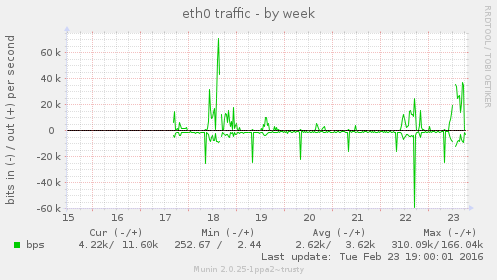 eth0 traffic - by week
RRDTOOL / TOBI OETIKER
bits in (-) / out (+) per second
60 k
40 k
20 k
0
-20 k
-40 k
-60 k
15 16 17 18 19 20 21 22 23
Cur (-/+) Min (-/+) Avg (-/+) Max (-/+)
bps 4.22k/ 11.60k 252.67 / 2.44 2.62k/ 3.62k 310.09k/166.04k
Last update: Tue Feb 23 19:00:01 2016
Munin 2.0.25-1ppa2~trusty